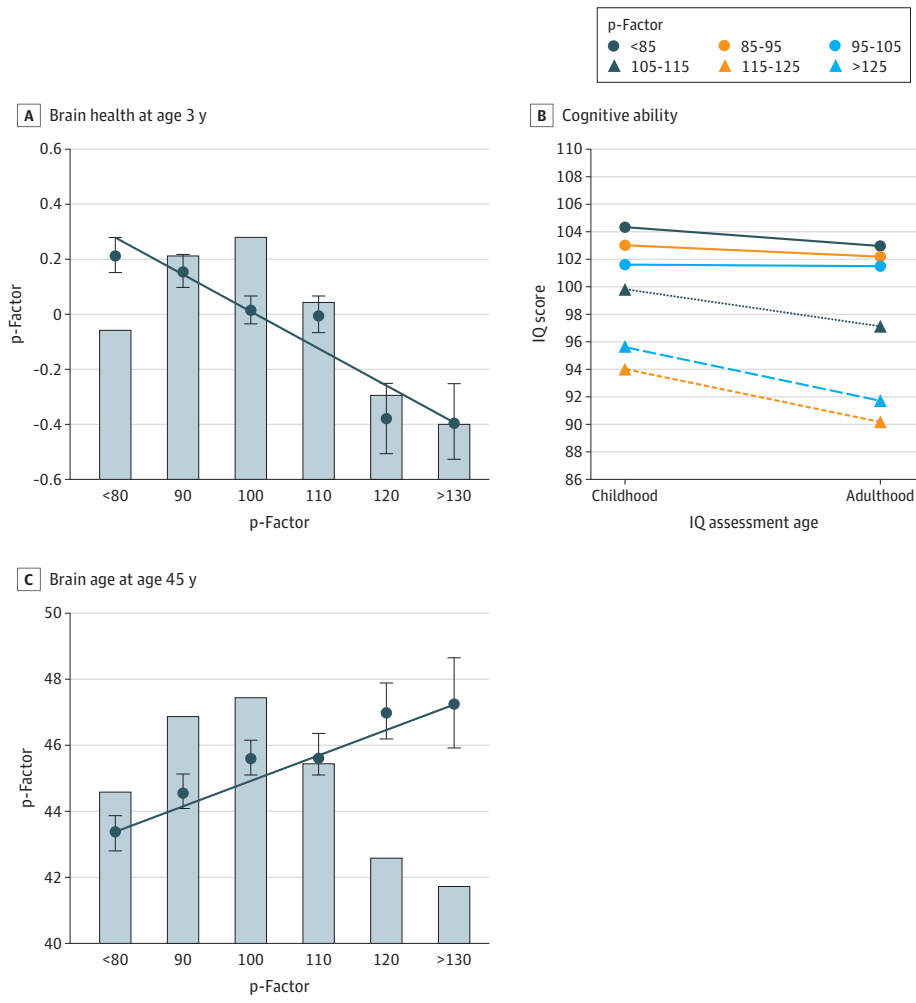 p-Factor
<85 85-95 95-105
105-115 115-125 >125
A Brain health at age 3 y
0.6
0.4
0.2
0
-0.2
-0.4
-0.6
p-Factor
<80 90 100 110 120 >130
p-Factor
B Cognitive ability
110
108
106
104
102
100
98
96
94
92
90
88
86
IQ score
Childhood Adulthood
IQ assessment age
C Brain age at age 45 y
50
48
46
44
42
40
p-Factor
<80 90 100 110 120 >130
p-Factor